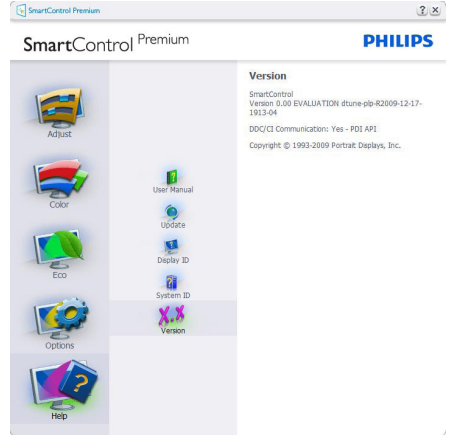 SmartControl Premium
SmartControl Premium
PHILIPS
Adjust
Color
Eco
Options
Help
User Manual
Update
Display ID
System ID
X.X
Version
Version
SmartControl
Version 0.00 EVALUATION dtune-plp-R2009-12-17-
1913-04
DDC/CI Communication: Yes - PDI API
Copyright © 1993-2009 Portrait Displays, Inc.